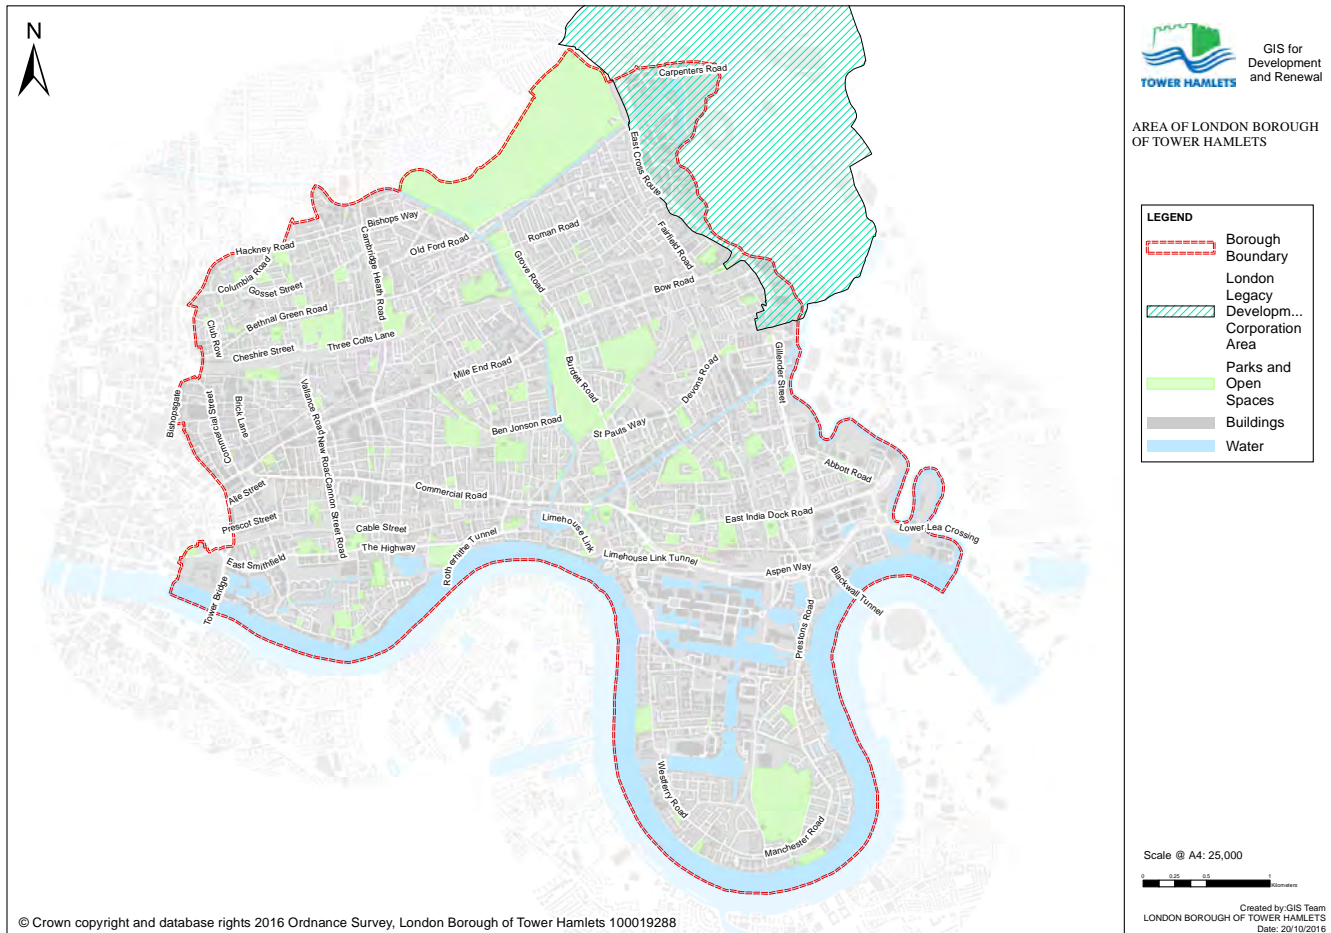 N
Carpenters Road
East Cross Route
Bishops Way
Hackney Road
Cambridge Heath Road
Old Ford Road
Roman Road
Fairfield Road
Columbia Road
Gosset Street
Grove Road
Bow Road
Bethnal Green Road
Club Row
Cheshire Street
Three Colts Lane
Mile End Road
Burdett Road
Devons Road
Gillender Street
Bishopsgate
Commercial Street
Brick Lane
Vallance Road
New Road
Cannon Street Road
Ben Jonson Road
St Pauls Way
Abbott Road
Alie Street
Commercial Road
Prescot Street
Cable Street
East India Dock Road
Lower Lea Crossing
Limehouse Link
The Highway
Rotherhithe Tunnel
East Smithfield
Limehouse Link Tunnel
Aspen Way
Blackwall Tunnel
Tower Bridge
Prestons Road
Westferry Road
Manchester Road
© Crown copyright and database rights 2016 Ordnance Survey, London Borough of Tower Hamlets 100019288
TOWER HAMLETS
GIS for
Development
and Renewal
AREA OF LONDON BOROUGH
OF TOWER HAMLETS
LEGEND
Borough
Boundary
London
Legacy
Developm...
Corporation
Area
Parks and
Open
Spaces
Buildings
Water
Scale @ A4: 25,000
0 0.25 0.5 1
Kilometers
Created by:GIS Team
LONDON BOROUGH OF TOWER HAMLETS
Date: 20/10/2016